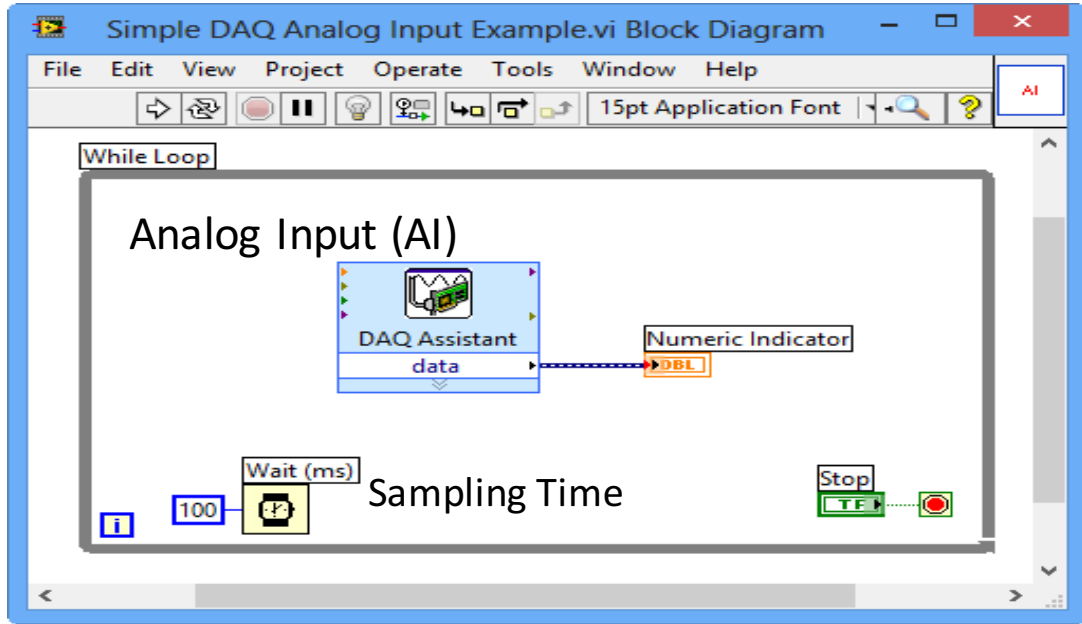 Simple DAQ Analog Input Example.vi Block Diagram
File Edit View Project Operate Tools Window Help
15pt Application Font
AI
While Loop
Analog Input (AI)
DAQ Assistant
data
Numeric Indicator
DBL
Wait (ms)
100
Sampling Time
Stop
TF
i